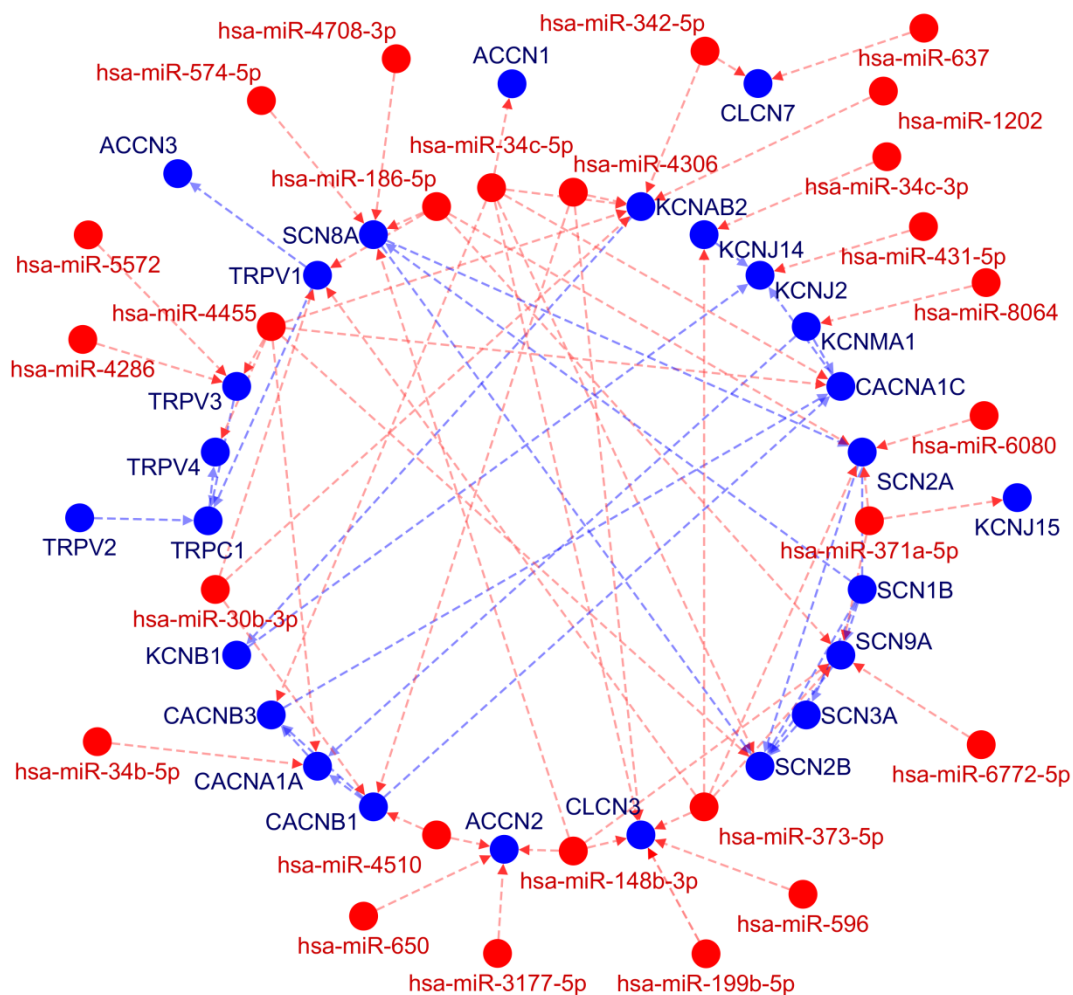 hsa-miR-4708-3p
hsa-miR-342-5p
ACCN1
hsa-miR-637
hsa-miR-574-5p
CLCN7
hsa-miR-1202
ACCN3
hsa-miR-34c-5p
hsa-miR-4306
hsa-miR-186-5p
hsa-miR-34c-3p
KCNAB2
SCN8A
KCNJ14
hsa-miR-431-5p
hsa-miR-5572
TRPV1
KCNJ2
hsa-miR-4455
hsa-miR-8064
KCNMA1
hsa-miR-4286
CACNA1C
TRPV3
hsa-miR-6080
TRPV4
SCN2A
TRPV2
TRPC1
KCNJ15
hsa-miR-371a-5p
SCN1B
hsa-miR-30b-3p
SCN9A
KCNB1
CACNB3
SCN3A
hsa-miR-34b-5p
CACNA1A
SCN2B
hsa-miR-6772-5p
CACNB1
ACCN2
CLCN3
hsa-miR-373-5p
hsa-miR-4510
hsa-miR-148b-3p
hsa-miR-596
hsa-miR-650
hsa-miR-3177-5p
hsa-miR-199b-5p